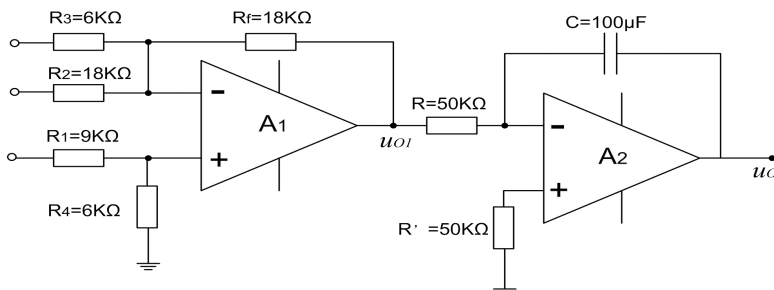 R3=6KΩ
Rf=18KΩ
C=100µF
R2=18KΩ
R=50KΩ
A1
R1=9KΩ
uO1
A2
uO
R4=6KΩ
R’=50KΩ